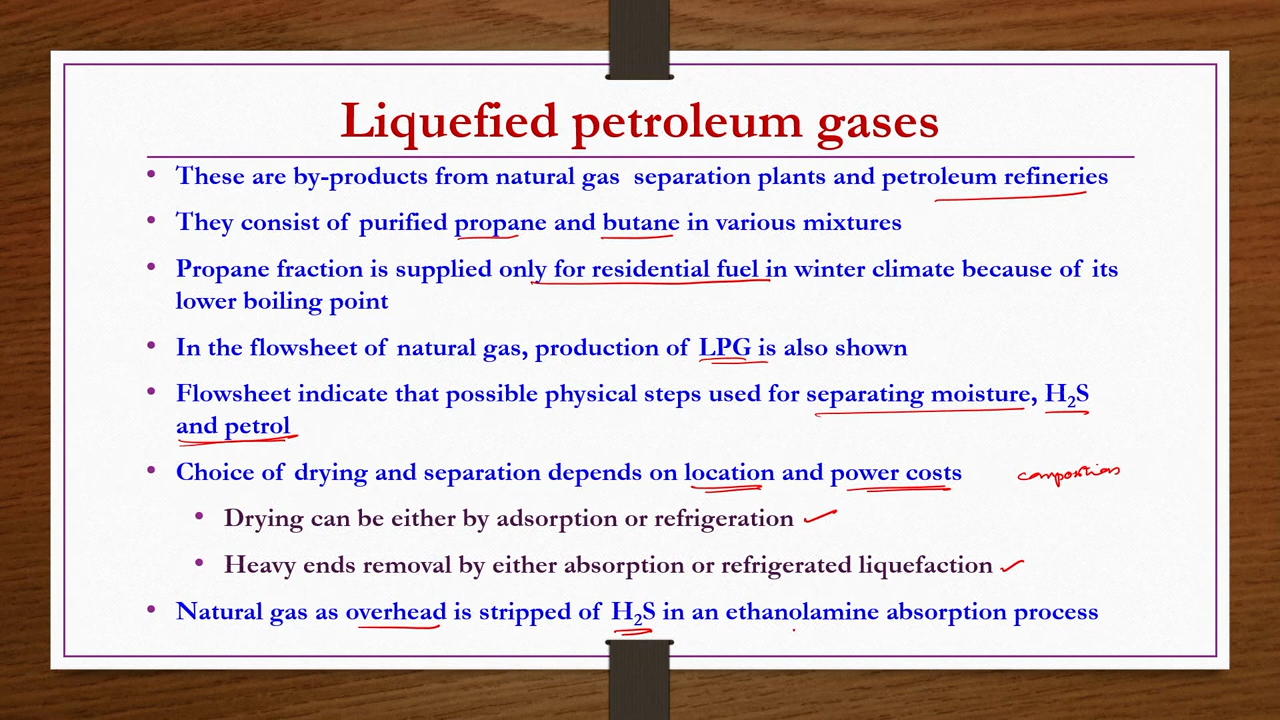 Liquefied petroleum gases
• These are by-products from natural gas separation plants and petroleum refineries
• They consist of purified propane and butane in various mixtures
• Propane fraction is supplied only for residential fuel in winter climate because of its
lower boiling point
• In the flowsheet of natural gas, production of LPG is also shown
• Flowsheet indicate that possible physical steps used for separating moisture, H₂S
and petrol
• Choice of drying and separation depends on location and power costs compositions
• Drying can be either by adsorption or refrigeration
• Heavy ends removal by either absorption or refrigerated liquefaction
• Natural gas as overhead is stripped of H₂S in an ethanolamine absorption process